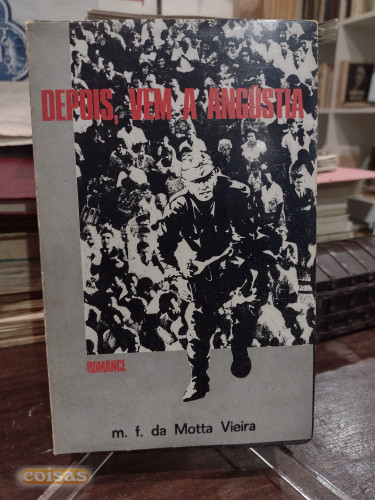 DEPOIS, VEM A ANGÚSTIA
ROMANCE
m. f. da Motta Vieira
coisas